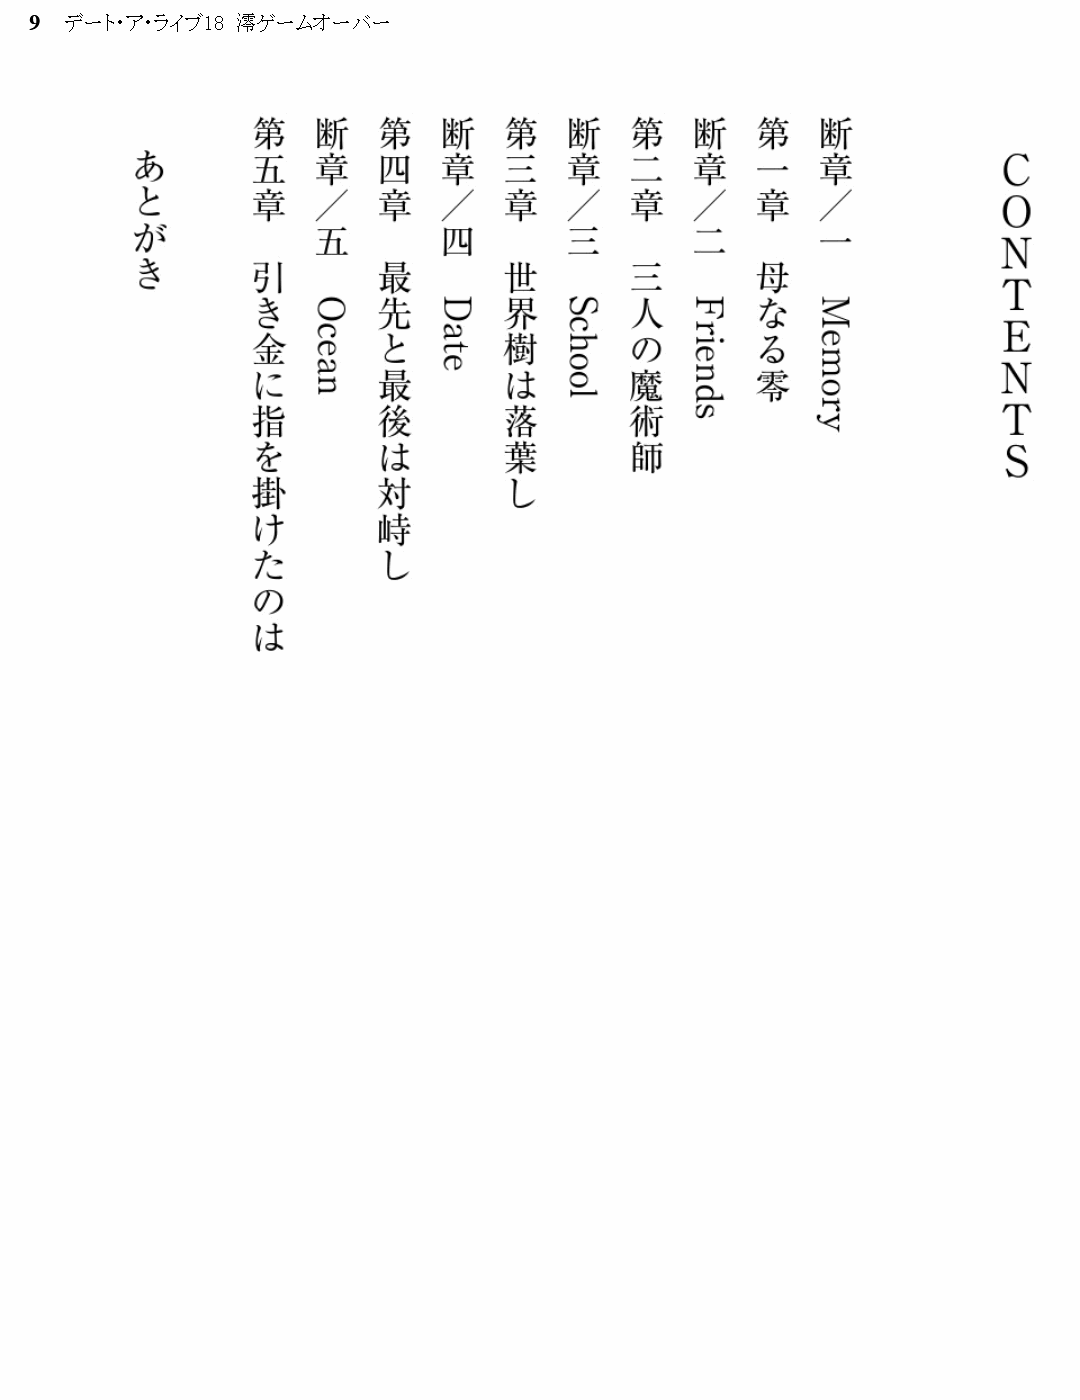 9 デート・ア・ライブ18 澪ゲームオーバー
CONTENTS
断章／一　Memory
第一章　母なる零
断章／二　Friends
第二章　三人の魔術師
断章／三　School
第三章　世界樹は落葉し
断章／四　Date
第四章　最先と最後は対峙し
断章／五　Ocean
第五章　引き金に指を掛けたのは
あとがき